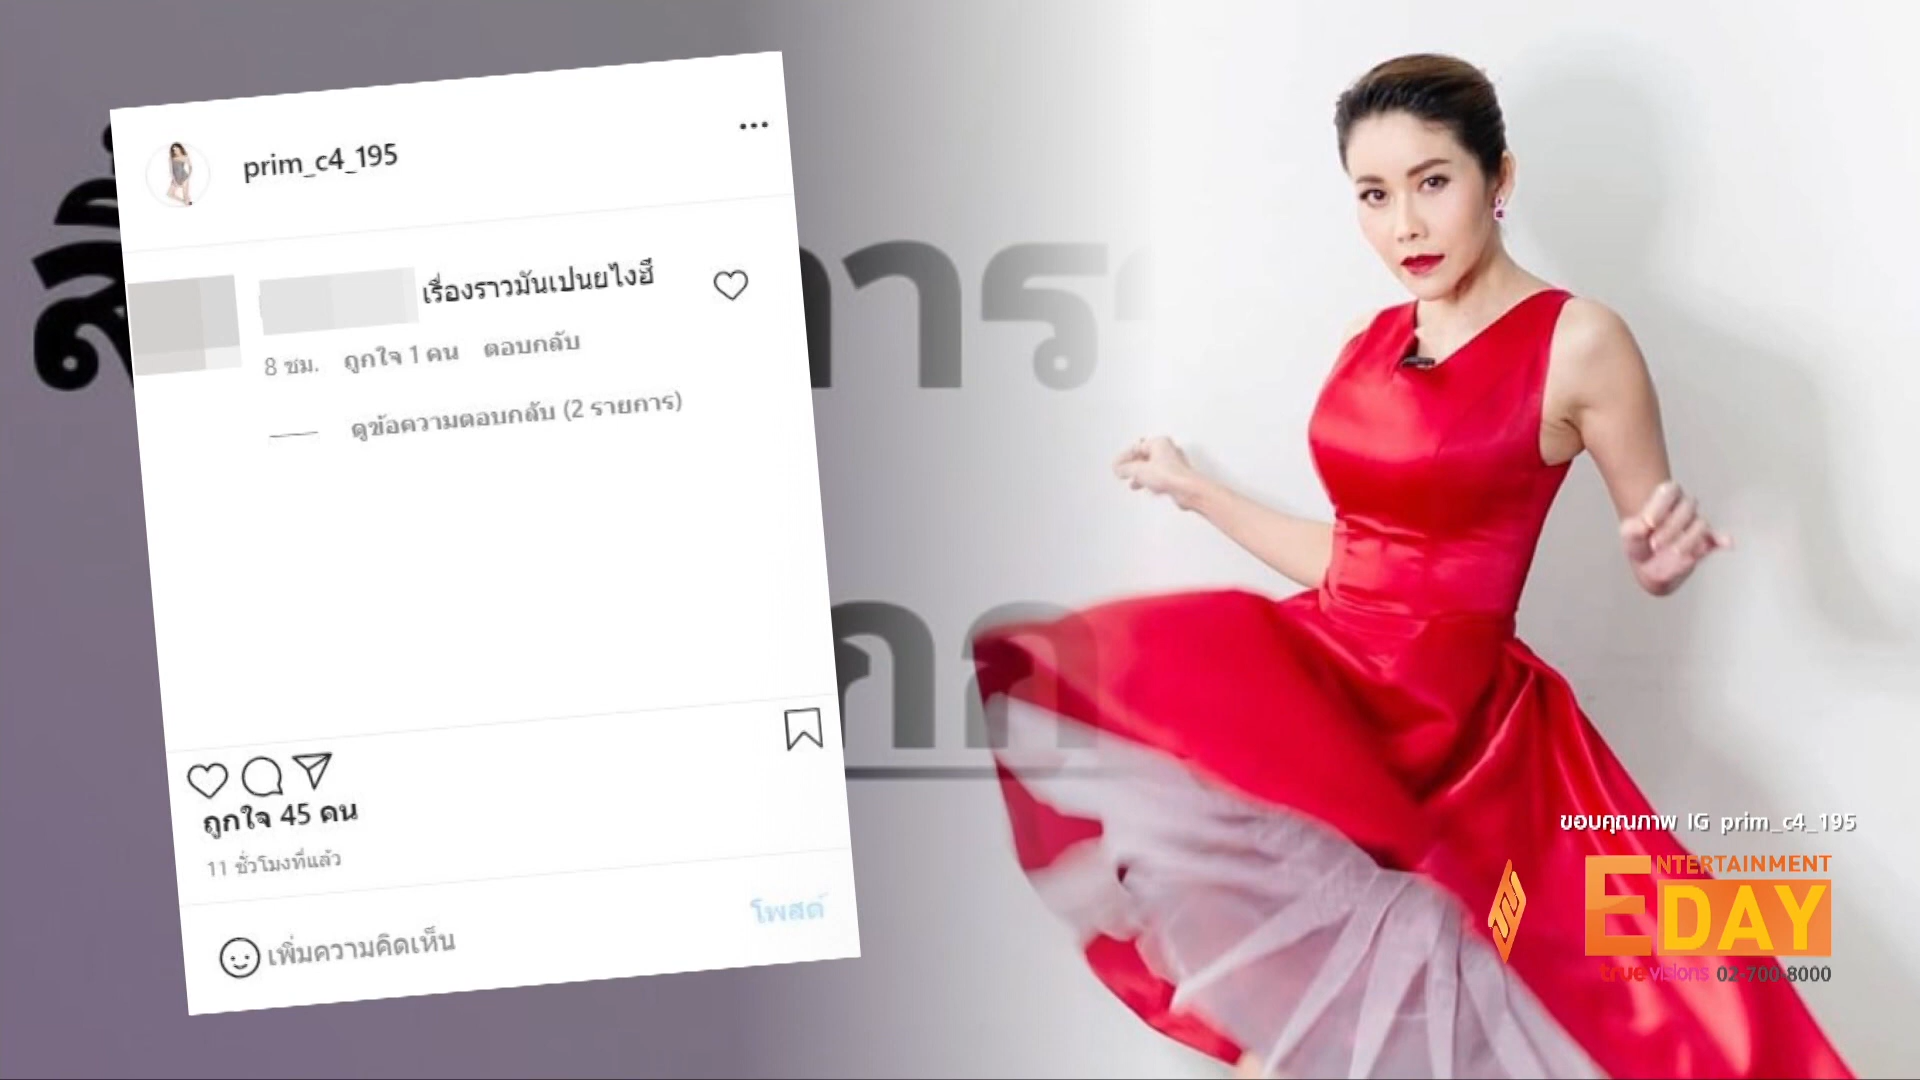 prim_c4_195
เรื่องราวมันเปนยไงฮึ
8 ชม. ถูกใจ 1 คน ตอบกลับ
ดูข้อความตอบกลับ (2 รายการ)
ถูกใจ 45 คน
11 ชั่วโมงที่แล้ว
เพิ่มความคิดเห็น
โพสต์
ขอบคุณภาพ IG prim_c4_195
ENTERTAINMENT
DAY
truevisions 02-700-8000